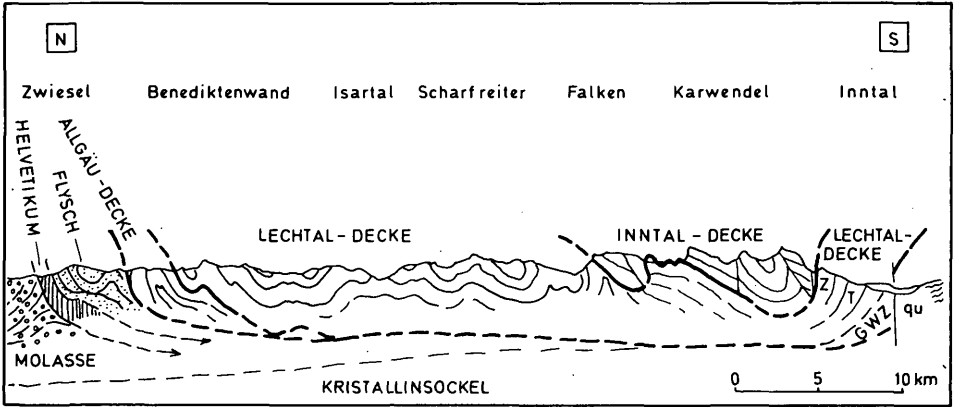 N S
Zwiesel Benediktenwand Isartal Scharfreiter Falken Karwendel Inntal
HELVETIKUM
FLYSCH
ALLGÄU-DECKE
LECHTAL-DECKE
INNTAL-DECKE
LECHTAL-
DECKE
Z T GWZ qu
MOLASSE
KRISTALLINSOCKEL
0 5 10 km